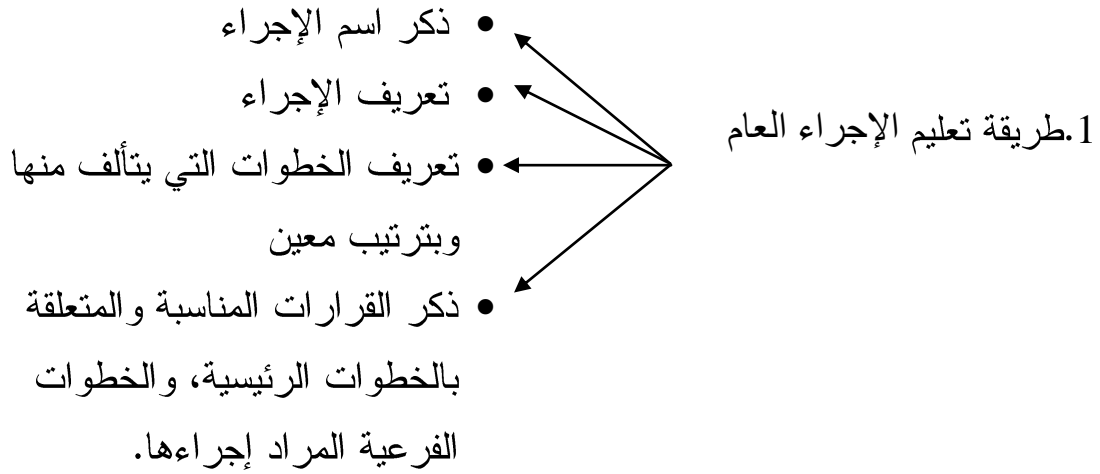 1.طريقة تعليم الإجراء العام
• ذكر اسم الإجراء
• تعريف الإجراء
• تعريف الخطوات التي يتألف منها
وبترتيب معين
• ذكر القرارات المناسبة والمتعلقة
بالخطوات الرئيسية، والخطوات
الفرعية المراد إجراءها.